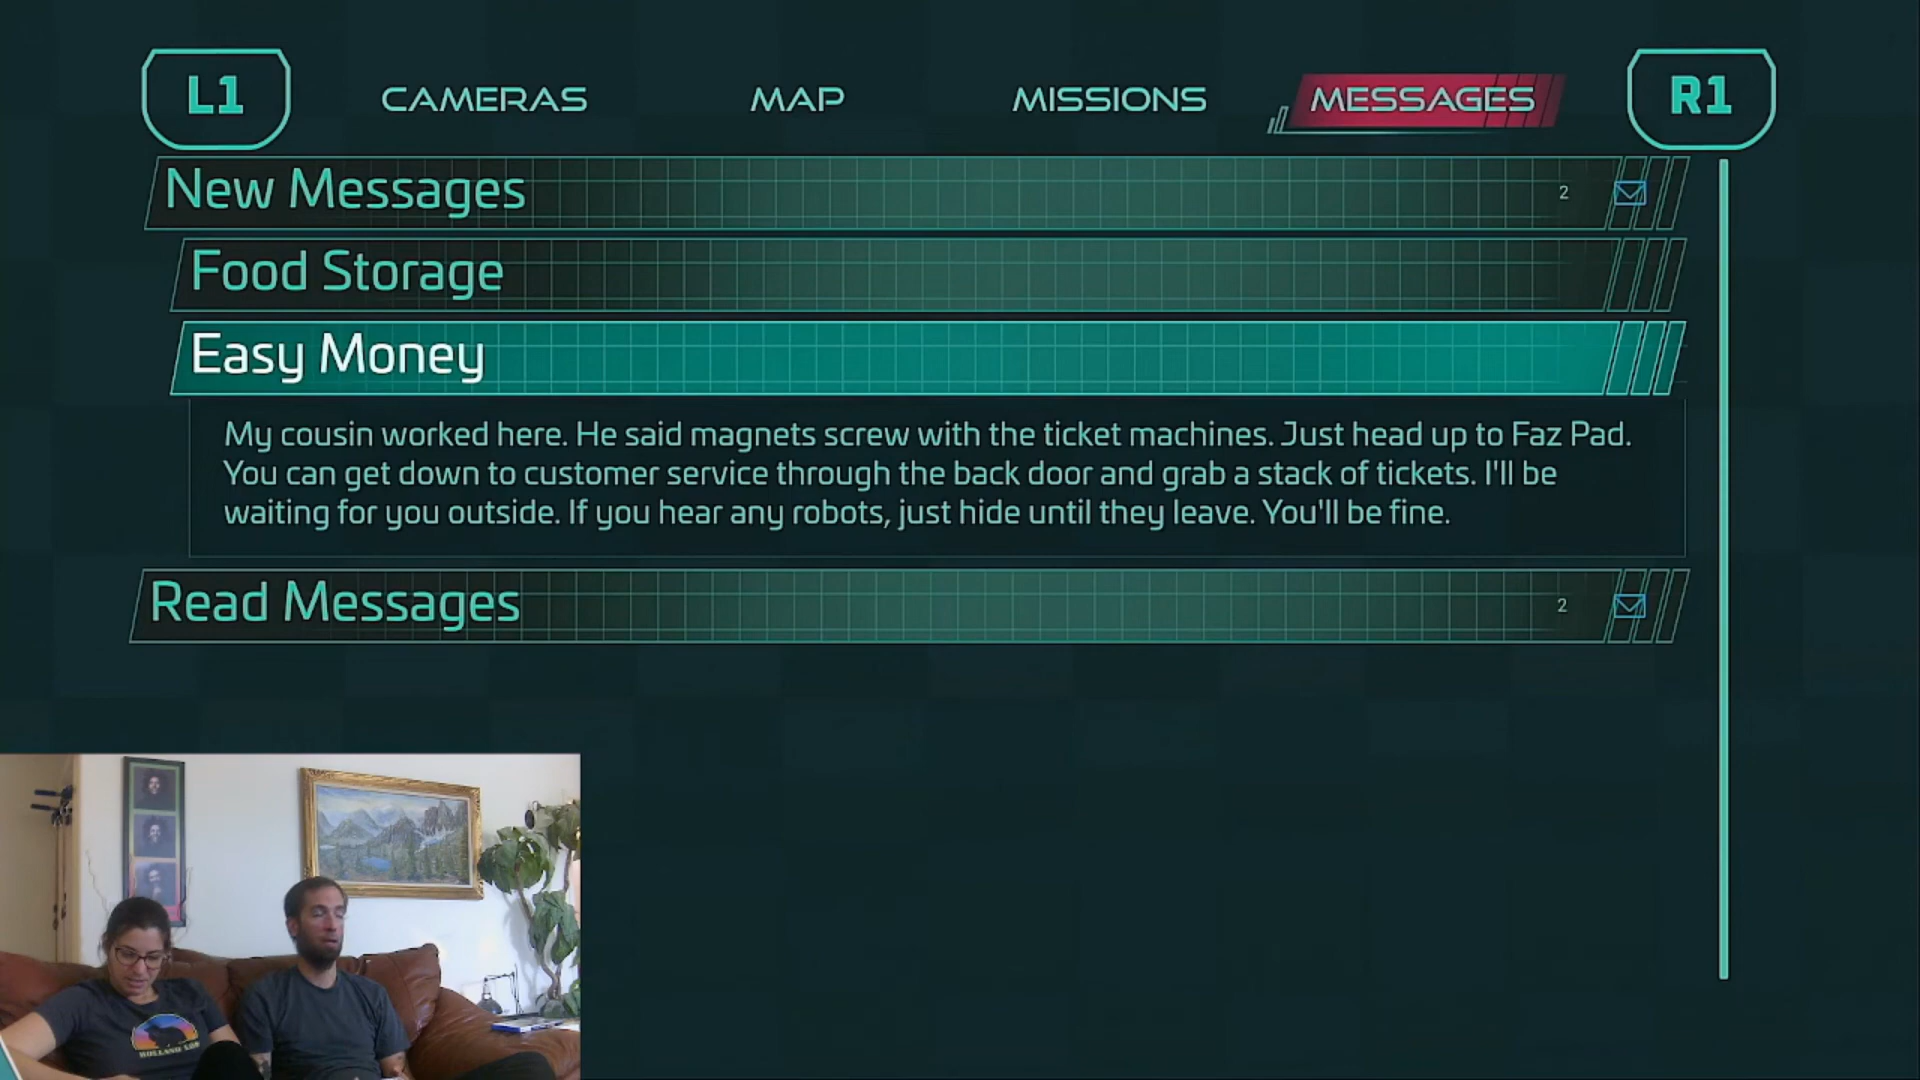 L1
CAMERAS
MAP
MISSIONS
MESSAGES
R1
New Messages
2
Food Storage
Easy Money
My cousin worked here. He said magnets screw with the ticket machines. Just head up to Faz Pad.
You can get down to customer service through the back door and grab a stack of tickets. I'll be
waiting for you outside. If you hear any robots, just hide until they leave. You'll be fine.
Read Messages
2